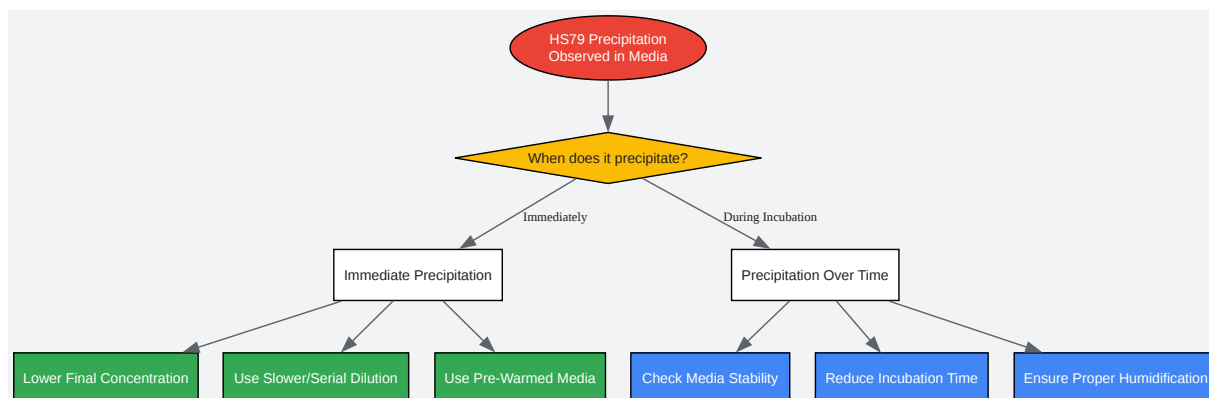 HS79 Precipitation
Observed in Media
When does it precipitate?
Immediately
During Incubation
Immediate Precipitation
Precipitation Over Time
Lower Final Concentration
Use Slower/Serial Dilution
Use Pre-Warmed Media
Check Media Stability
Reduce Incubation Time
Ensure Proper Humidification